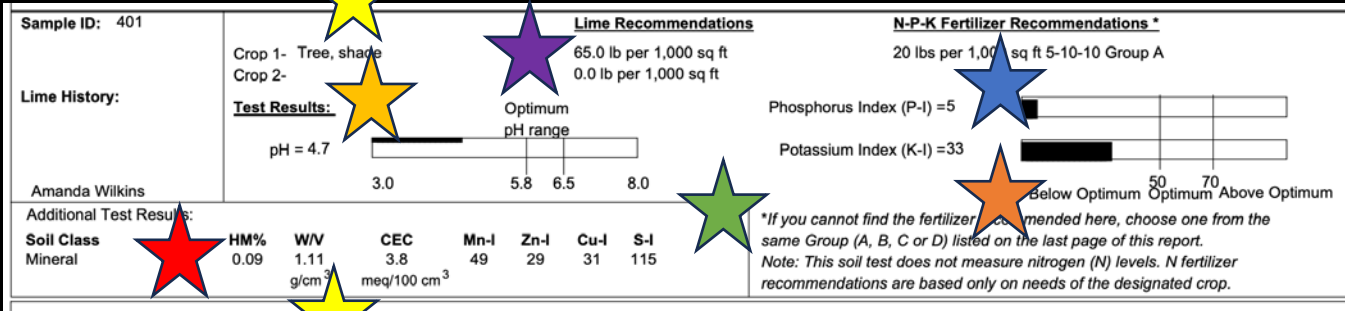 Sample ID: 401
Lime Recommendations
N-P-K Fertilizer Recommendations *
Crop 1- Tree, shade 65.0 lb per 1,000 sq ft 20 lbs per 1,000 sq ft 5-10-10 Group A
Crop 2- 0.0 lb per 1,000 sq ft
Lime History:
Test Results:
Optimum
pH range
pH = 4.7
3.0 5.8 6.5 8.0
Phosphorus Index (P-I) =5
Potassium Index (K-I) =33
50 70
Below Optimum Optimum Above Optimum
Amanda Wilkins
Additional Test Results:
Soil Class HM% W/V CEC Mn-I Zn-I Cu-I S-I
Mineral 0.09 1.11 3.8 49 29 31 115
g/cm3 meq/100 cm3
*If you cannot find the fertilizer recommended here, choose one from the
same Group (A, B, C or D) listed on the last page of this report.
Note: This soil test does not measure nitrogen (N) levels. N fertilizer
recommendations are based only on needs of the designated crop.